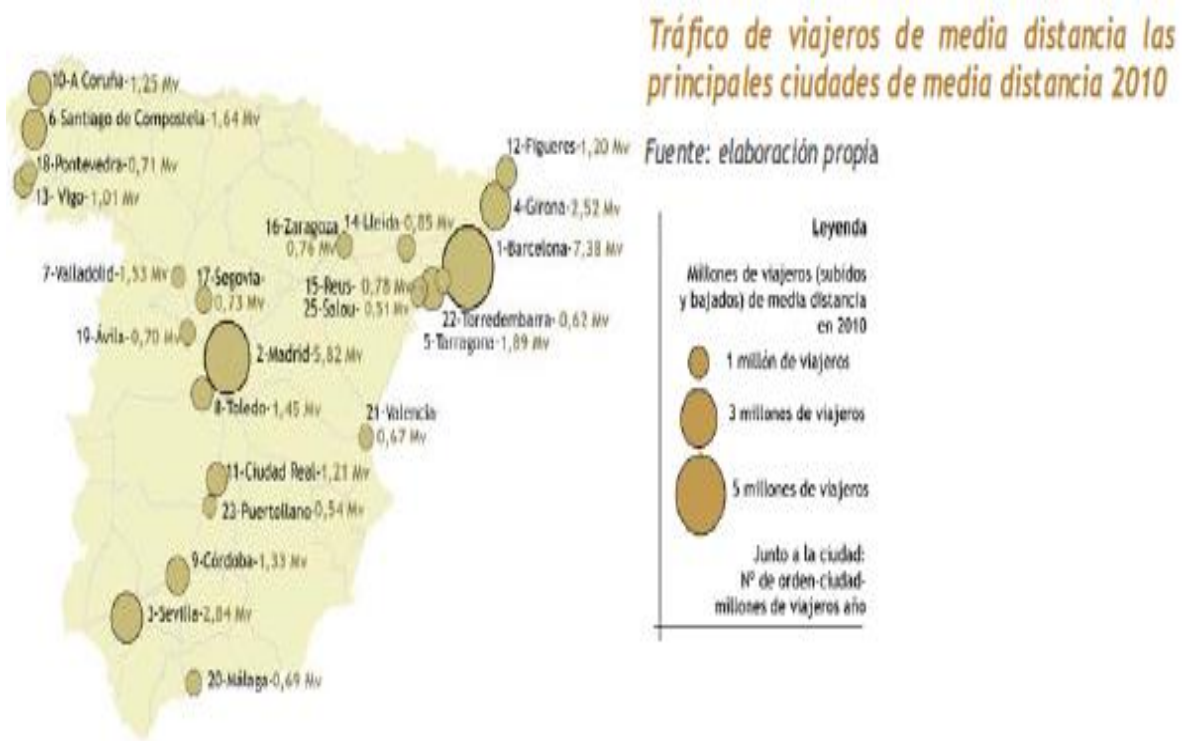 Tráfico de viajeros de media distancia las
principales ciudades de media distancia 2010
Fuente: elaboración propia
10-A Coruña-1,25 Mv
6-Santiago de Compostela-1,64 Mv
18-Pontevedra-0,71 Mv
13- Vigo-1,01 Mv
12-Figueres-1,20 Mv
4-Girona-2,52 Mv
16-Zaragoza
0,76 Mv
14-Lleida-0,85 Mv
1-Barcelona-7,38 Mv
7-Valladolid-1,53 Mv
17-Segovia-
0,73 Mv
15-Reus- 0,78 Mv
25-Salou- 0,51 Mv
22-Torredembarra-0,62 Mv
5-Tarragona-1,89 Mv
19-Ávila-0,70 Mv
2-Madrid-5,82 Mv
8-Toledo-1,45 Mv
21-Valencia
0,67 Mv
11-Ciudad Real-1,21 Mv
23-Puertollano-0,54 Mv
9-Córdoba-1,33 Mv
3-Sevilla-2,84 Mv
20-Málaga-0,69 Mv
Leyenda
Millones de viajeros (subidos
y bajados) de media distancia
en 2010
1 millón de viajeros
3 millones de viajeros
5 millones de viajeros
Junto a la ciudad:
Nº de orden-ciudad-
millones de viajeros año